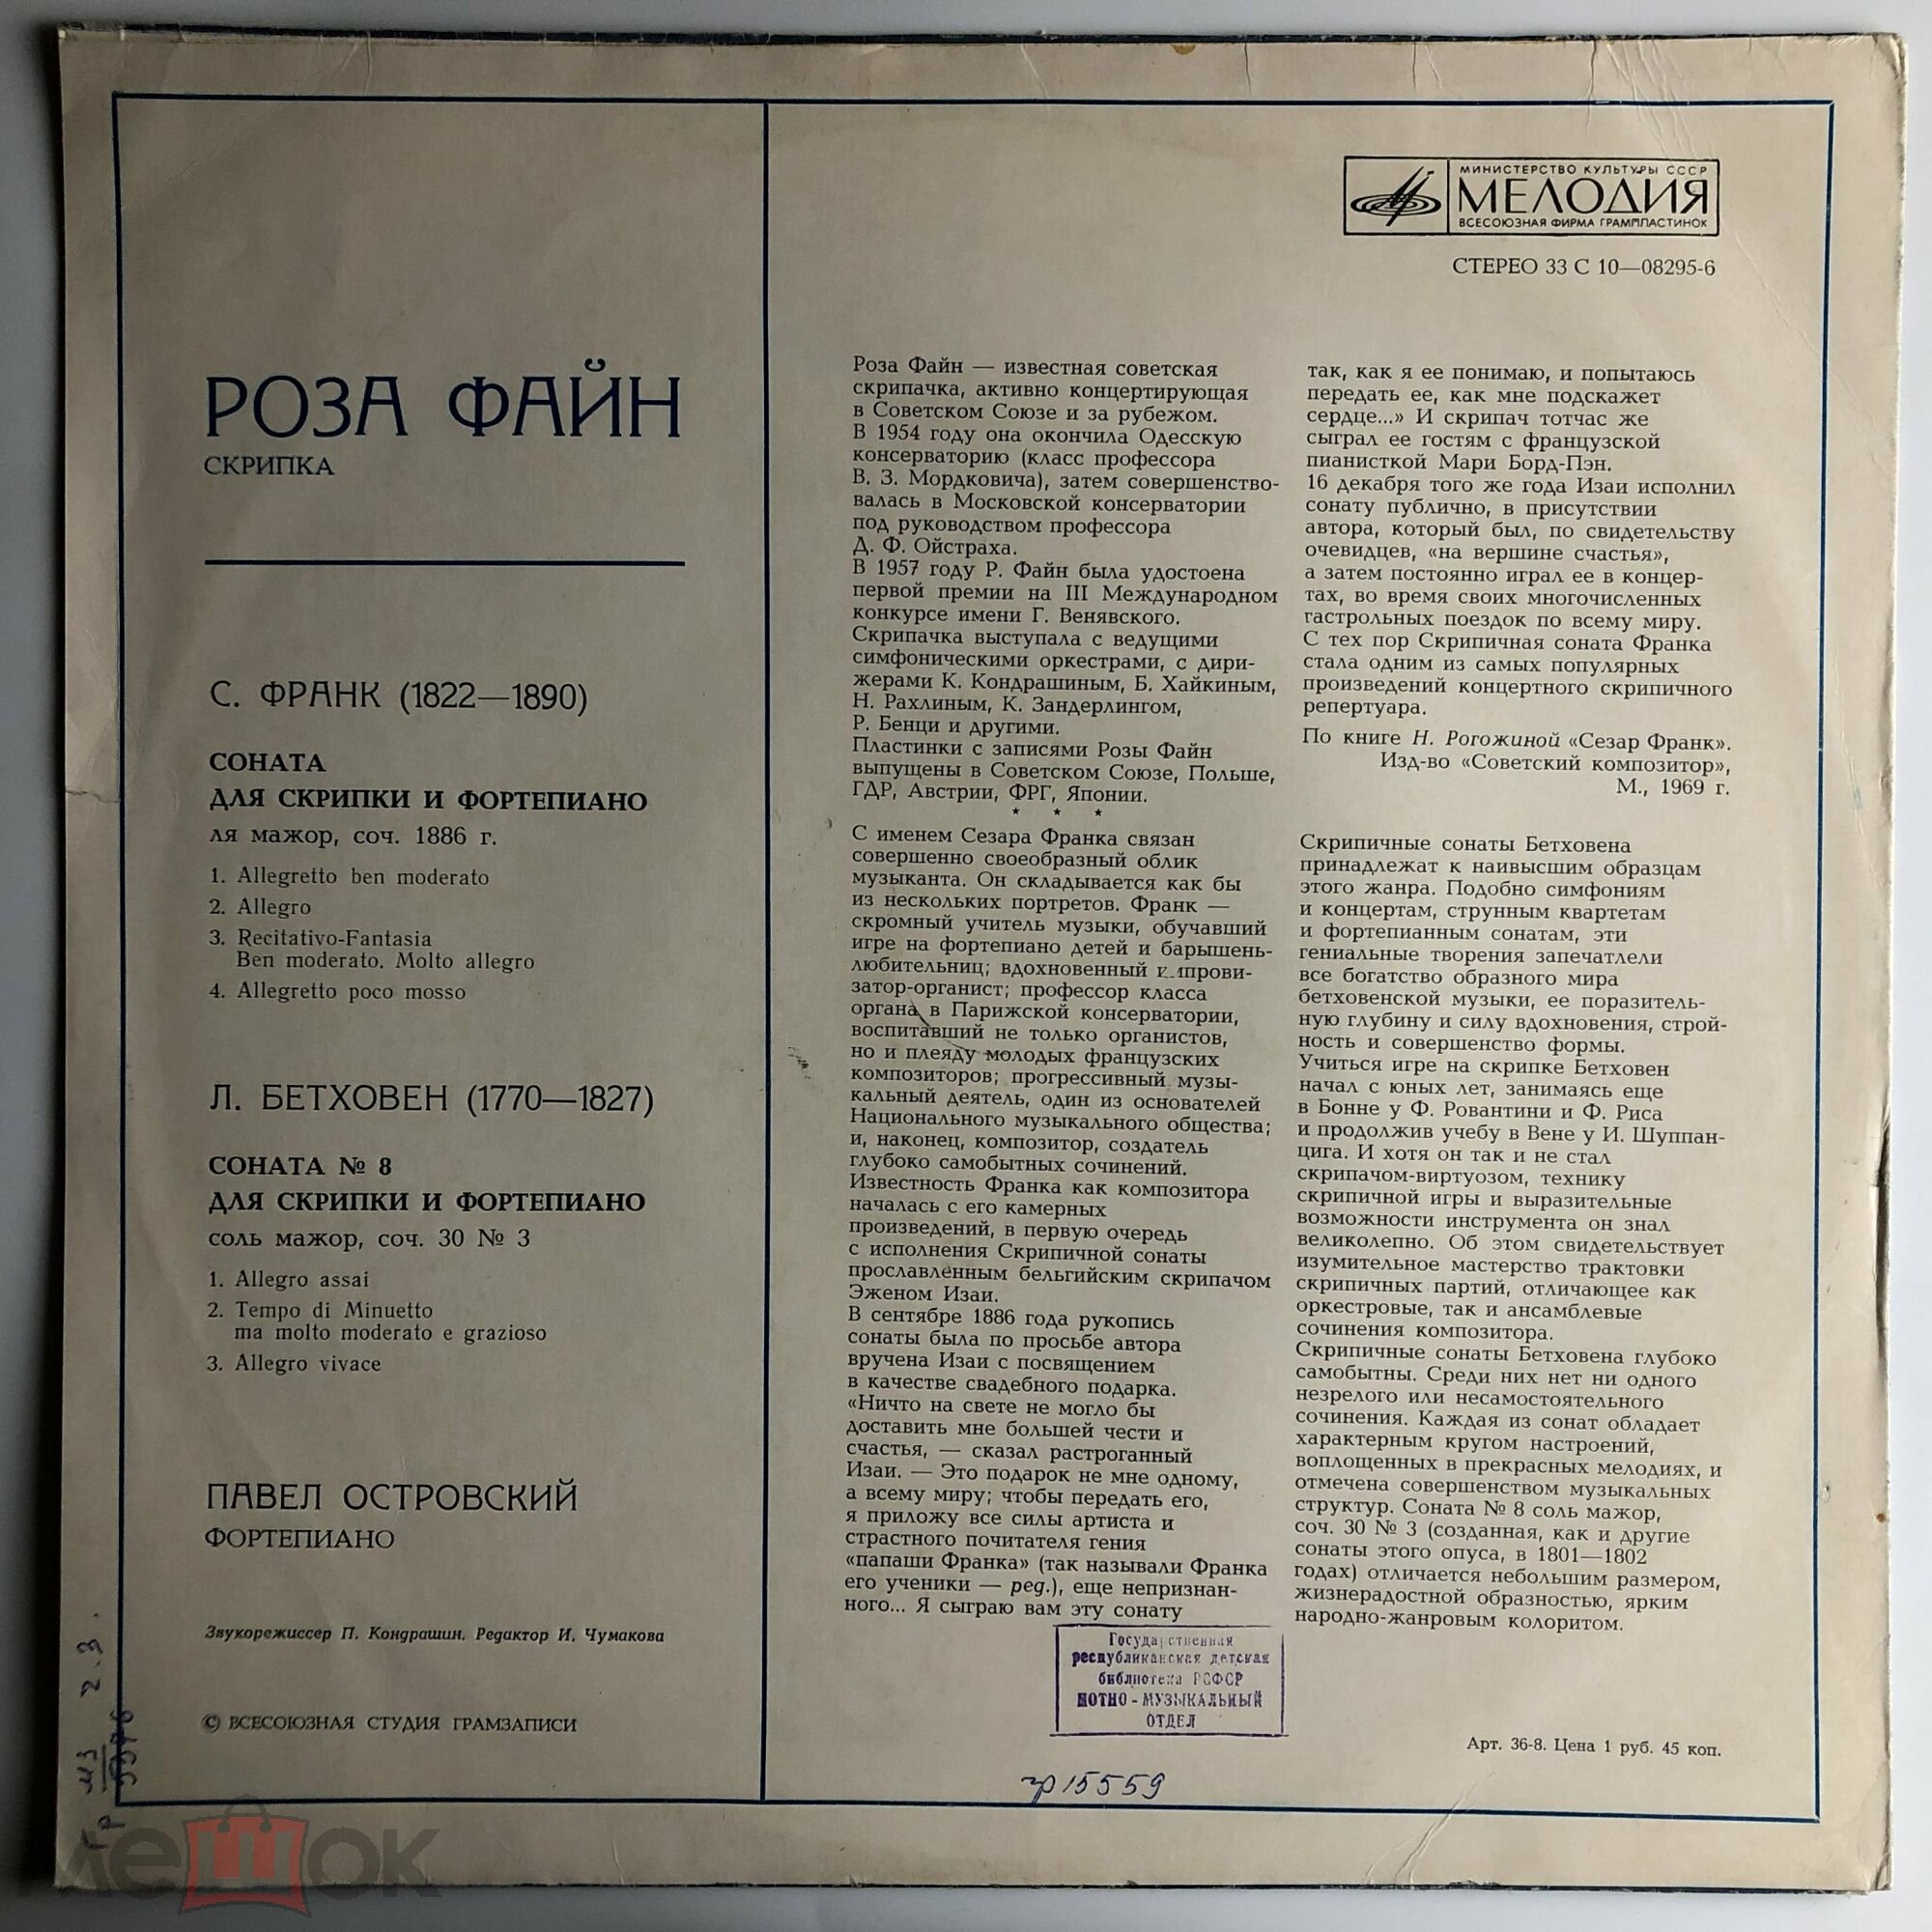 РОЗА ФАЙН
СКРИПКА
С. ФРАНК (1822—1890)
СОНАТА
ДЛЯ СКРИПКИ И ФОРТЕПИАНО
ля мажор, соч. 1886 г.
1. Allegretto ben moderato
2. Allegro
3. Recitativo-Fantasia
Ben moderato. Molto allegro
4. Allegretto poco mosso
Л. БЕТХОВЕН (1770—1827)
СОНАТА № 8
ДЛЯ СКРИПКИ И ФОРТЕПИАНО
соль мажор, соч. 30 № 3
1. Allegro assai
2. Tempo di Minuetto
ma molto moderato e grazioso
3. Allegro vivace
ПАВЕЛ ОСТРОВСКИЙ
ФОРТЕПИАНО
Звукорежиссер П. Кондрашин. Редактор И. Чумакова
© ВСЕСОЮЗНАЯ СТУДИЯ ГРАМЗАПИСИ
МИНИСТЕРСТВО КУЛЬТУРЫ СССР
МЕЛОДИЯ
ВСЕСОЮЗНАЯ ФИРМА ГРАМПЛАСТИНОК
СТЕРЕО 33 С 10—08295-6
Роза Файн — известная советская
скрипачка, активно концертирующая
в Советском Союзе и за рубежом.
В 1954 году она окончила Одесскую
консерваторию (класс профессора
В. З. Мордковича), затем совершенство-
валась в Московской консерватории
под руководством профессора
Д. Ф. Ойстраха.
В 1957 году Р. Файн была удостоена
первой премии на III Международном
конкурсе имени Г. Венявского.
Скрипачка выступала с ведущими
симфоническими оркестрами, с дири-
жерами К. Кондрашиным, Б. Хайкиным,
Н. Рахлиным, К. Зандерлингом,
Р. Бенци и другими.
Пластинки с записями Розы Файн
выпущены в Советском Союзе, Польше,
ГДР, Австрии, ФРГ, Японии.
* * *
С именем Сезара Франка связан
совершенно своеобразный облик
музыканта. Он складывается как бы
из нескольких портретов. Франк —
скромный учитель музыки, обучавший
игре на фортепиано детей и барышень-
любительниц; вдохновенный импрови-
затор-органист; профессор класса
органа в Парижской консерватории,
воспитавший не только органистов,
но и плеяду молодых французских
композиторов; прогрессивный музы-
кальный деятель, один из основателей
Национального музыкального общества;
и, наконец, композитор, создатель
глубоко самобытных сочинений.
Известность Франка как композитора
началась с его камерных
произведений, в первую очередь
с исполнения Скрипичной сонаты
прославленным бельгийским скрипачом
Эженом Изаи.
В сентябре 1886 года рукопись
сонаты была по просьбе автора
вручена Изаи с посвящением
в качестве свадебного подарка.
«Ничто на свете не могло бы
доставить мне большей чести и
счастья, — сказал растроганный
Изаи. — Это подарок не мне одному,
а всему миру; чтобы передать его,
я приложу все силы артиста и
страстного почитателя гения
«папаши Франка» (так называли Франка
его ученики — ред.), еще непризнан-
ного... Я сыграю вам эту сонату
так, как я ее понимаю, и попытаюсь
передать ее, как мне подскажет
сердце...» И скрипач тотчас же
сыграл ее гостям с французской
пианисткой Мари Борд-Пэн.
16 декабря того же года Изаи исполнил
сонату публично, в присутствии
автора, который был, по свидетельству
очевидцев, «на вершине счастья»,
а затем постоянно играл ее в концер-
тах, во время своих многочисленных
гастрольных поездок по всему миру.
С тех пор Скрипичная соната Франка
стала одним из самых популярных
произведений концертного скрипичного
репертуара.
По книге Н. Рогожиной «Сезар Франк».
Изд-во «Советский композитор»,
М., 1969 г.
Скрипичные сонаты Бетховена
принадлежат к наивысшим образцам
этого жанра. Подобно симфониям
и концертам, струнным квартетам
и фортепианным сонатам, эти
гениальные творения запечатлели
все богатство образного мира
бетховенской музыки, ее поразитель-
ную глубину и силу вдохновения, строй-
ность и совершенство формы.
Учиться игре на скрипке Бетховен
начал с юных лет, занимаясь еще
в Бонне у Ф. Ровантини и Ф. Риса
и продолжив учебу в Вене у И. Шуппан-
цига. И хотя он так и не стал
скрипачом-виртуозом, технику
скрипичной игры и выразительные
возможности инструмента он знал
великолепно. Об этом свидетельствует
изумительное мастерство трактовки
скрипичных партий, отличающее как
оркестровые, так и ансамблевые
сочинения композитора.
Скрипичные сонаты Бетховена глубоко
самобытны. Среди них нет ни одного
незрелого или несамостоятельного
сочинения. Каждая из сонат обладает
характерным кругом настроений,
воплощенных в прекрасных мелодиях, и
отмечена совершенством музыкальных
структур. Соната № 8 соль мажор,
соч. 30 № 3 (созданная, как и другие
сонаты этого опуса, в 1801—1802
годах) отличается небольшим размером,
жизнерадостной образностью, ярким
народно-жанровым колоритом.
Государственная
республиканская детская
библиотека РСФСР
НОТНО - МУЗЫКАЛЬНЫЙ
ОТДЕЛ
гр 15559
Арт. 36-8. Цена 1 руб. 45 коп.
мешок